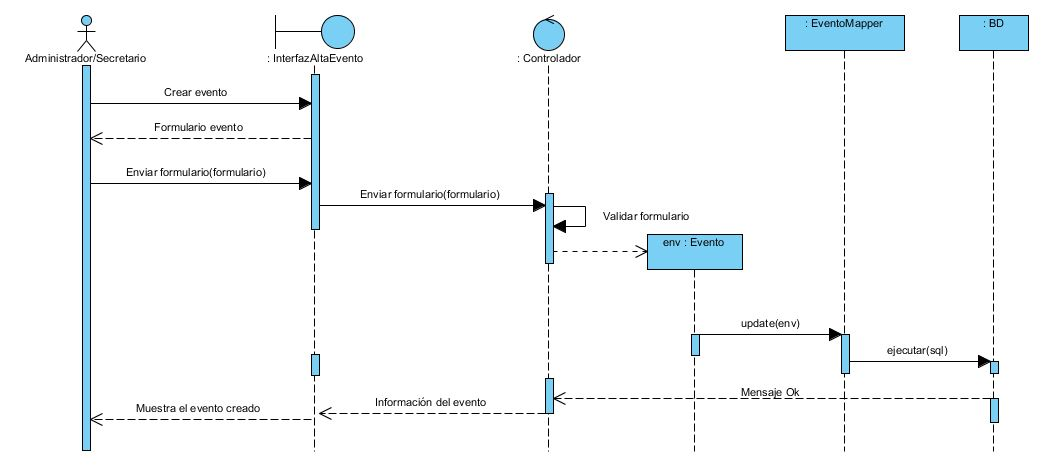 : EventoMapper
: BD
Administrador/Secretario
: InterfazAltaEvento
: Controlador
Crear evento
Formulario evento
Enviar formulario(formulario)
Enviar formulario(formulario)
Validar formulario
env : Evento
update(env)
ejecutar(sql)
Mensaje Ok
Información del evento
Muestra el evento creado